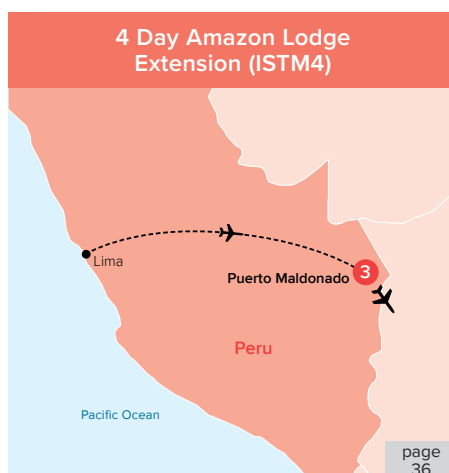 4 Day Amazon Lodge
Extension (ISTM4)
Lima
Puerto Maldonado
3
Peru
Pacific Ocean
page
36